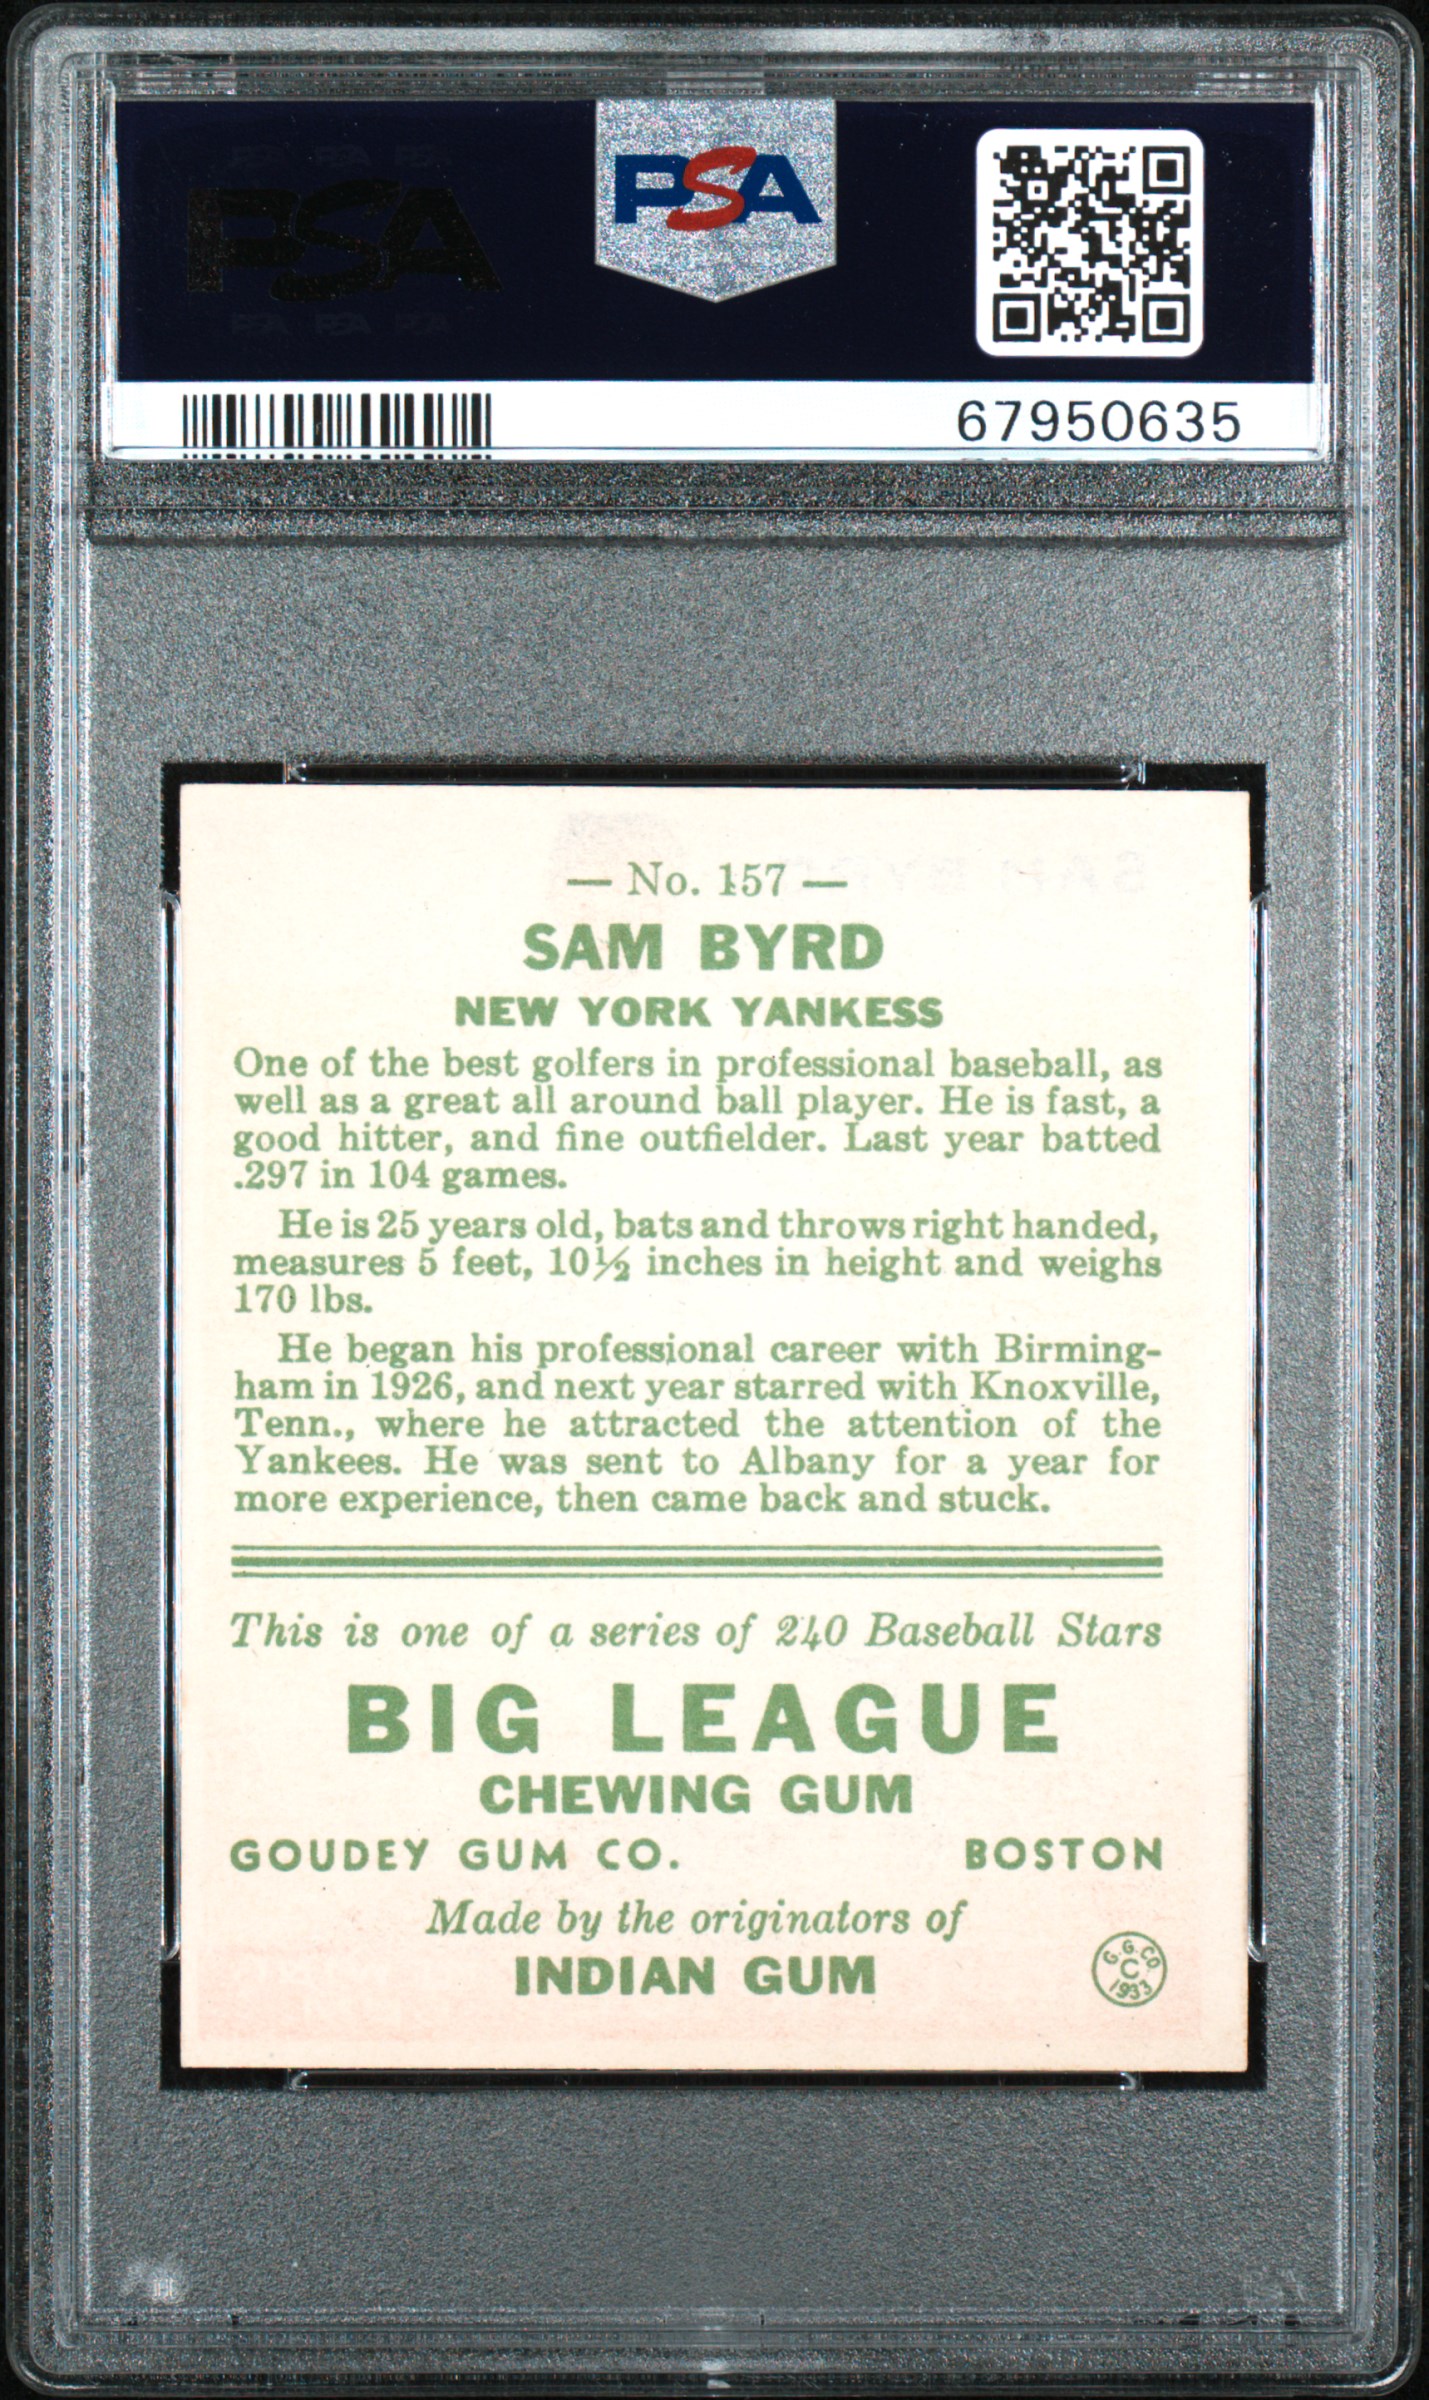 PSA PSA PSA
PSA
PSA PSA PSA
PSA
67950635
— No. 157 —
SAM BYRD
NEW YORK YANKESS
One of the best golfers in professional baseball, as
well as a great all around ball player. He is fast, a
good hitter, and fine outfielder. Last year batted
.297 in 104 games.
He is 25 years old, bats and throws right handed,
measures 5 feet, 10½ inches in height and weighs
170 lbs.
He began his professional career with Birming-
ham in 1926, and next year starred with Knoxville,
Tenn., where he attracted the attention of the
Yankees. He was sent to Albany for a year for
more experience, then came back and stuck.
This is one of a series of 240 Baseball Stars
BIG LEAGUE
CHEWING GUM
GOUDEY GUM CO. BOSTON
Made by the originators of
INDIAN GUM
G.G.CO.
C
1933